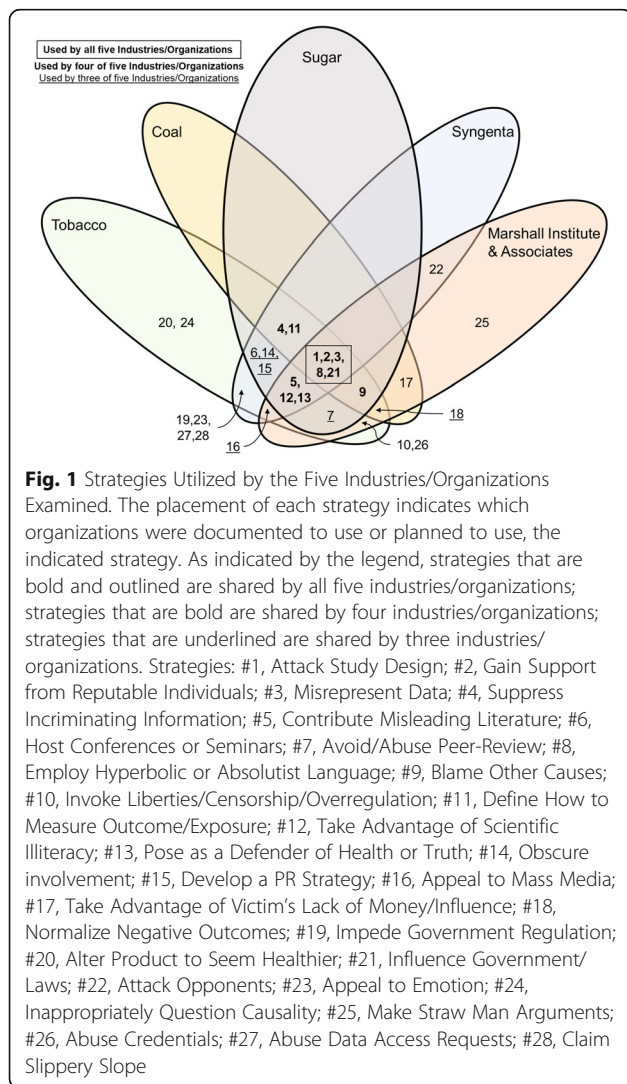 Used by all five Industries/Organizations
Used by four of five Industries/Organizations
Used by three of five Industries/Organizations
Sugar
Coal
Syngenta
Tobacco
Marshall Institute
& Associates
22
20, 24
25
4,11
6,14,
15
1,2,3,
8,21
5,
12,13
9
17
19,23,
27,28
7
18
16
10,26
Fig. 1 Strategies Utilized by the Five Industries/Organizations
Examined. The placement of each strategy indicates which
organizations were documented to use or planned to use, the
indicated strategy. As indicated by the legend, strategies that are
bold and outlined are shared by all five industries/organizations;
strategies that are bold are shared by four industries/organizations;
strategies that are underlined are shared by three industries/
organizations. Strategies: #1, Attack Study Design; #2, Gain Support
from Reputable Individuals; #3, Misrepresent Data; #4, Suppress
Incriminating Information; #5, Contribute Misleading Literature; #6,
Host Conferences or Seminars; #7, Avoid/Abuse Peer-Review; #8,
Employ Hyperbolic or Absolutist Language; #9, Blame Other Causes;
#10, Invoke Liberties/Censorship/Overregulation; #11, Define How to
Measure Outcome/Exposure; #12, Take Advantage of Scientific
Illiteracy; #13, Pose as a Defender of Health or Truth; #14, Obscure
involvement; #15, Develop a PR Strategy; #16, Appeal to Mass Media;
#17, Take Advantage of Victim's Lack of Money/Influence; #18,
Normalize Negative Outcomes; #19, Impede Government Regulation;
#20, Alter Product to Seem Healthier; #21, Influence Government/
Laws; #22, Attack Opponents; #23, Appeal to Emotion; #24,
Inappropriately Question Causality; #25, Make Straw Man Arguments;
#26, Abuse Credentials; #27, Abuse Data Access Requests; #28, Claim
Slippery Slope